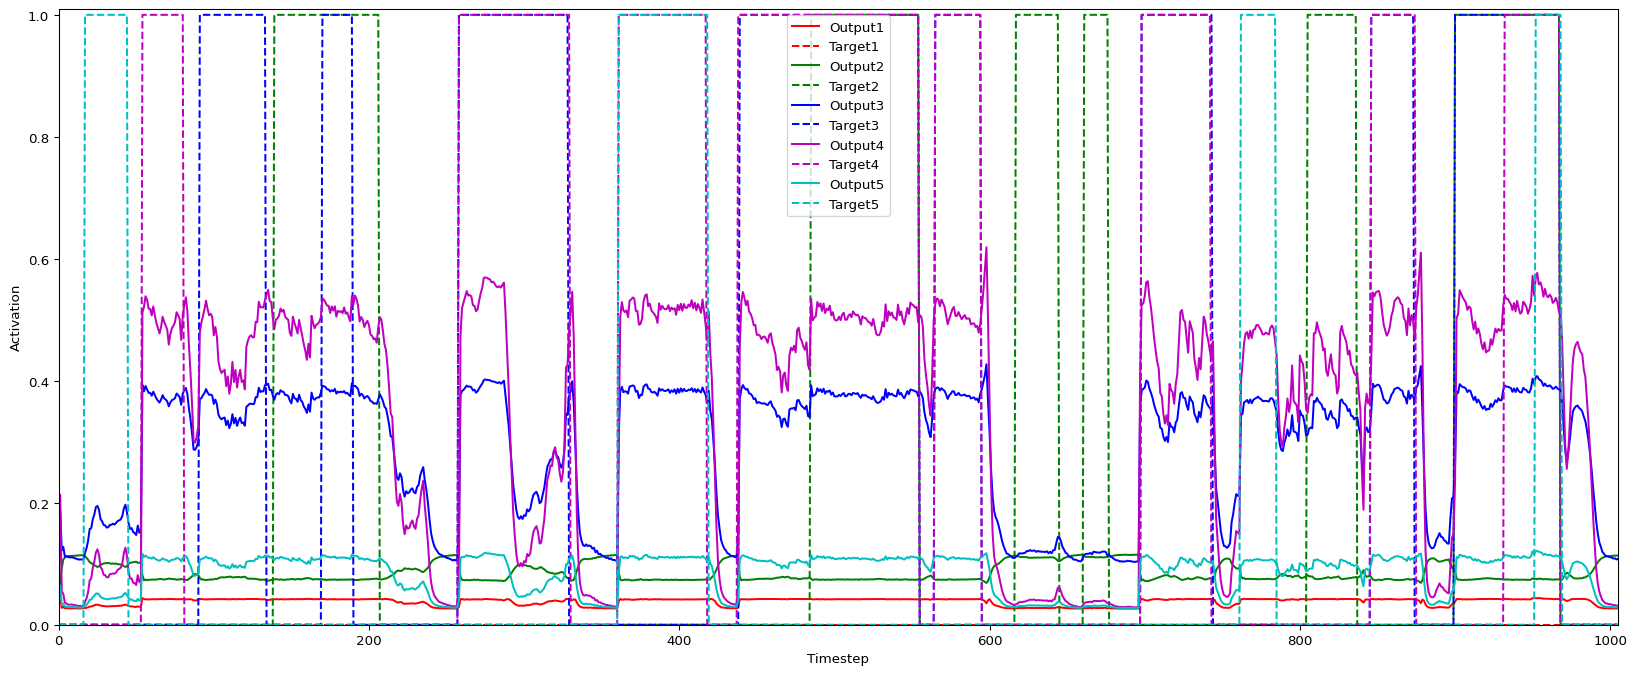 1.0
0.8
0.6
0.4
0.2
0.0
Activation
Output1
Target1
Output2
Target2
Output3
Target3
Output4
Target4
Output5
Target5
0 200 400 600 800 1000
Timestep